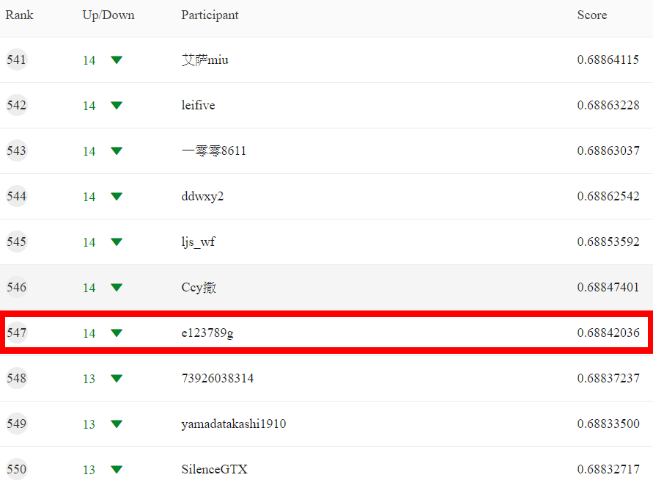 Rank Up/Down Participant Score
541 14 艾萨miu 0.68864115
542 14 leifive 0.68863228
543 14 一零零8611 0.68863037
544 14 ddwxy2 0.68862542
545 14 ljs_wf 0.68853592
546 14 Ccy撤 0.68847401
547 14 e123789g 0.68842036
548 13 73926038314 0.68837237
549 13 yamadatakashi1910 0.68833500
550 13 SilenceGTX 0.68832717